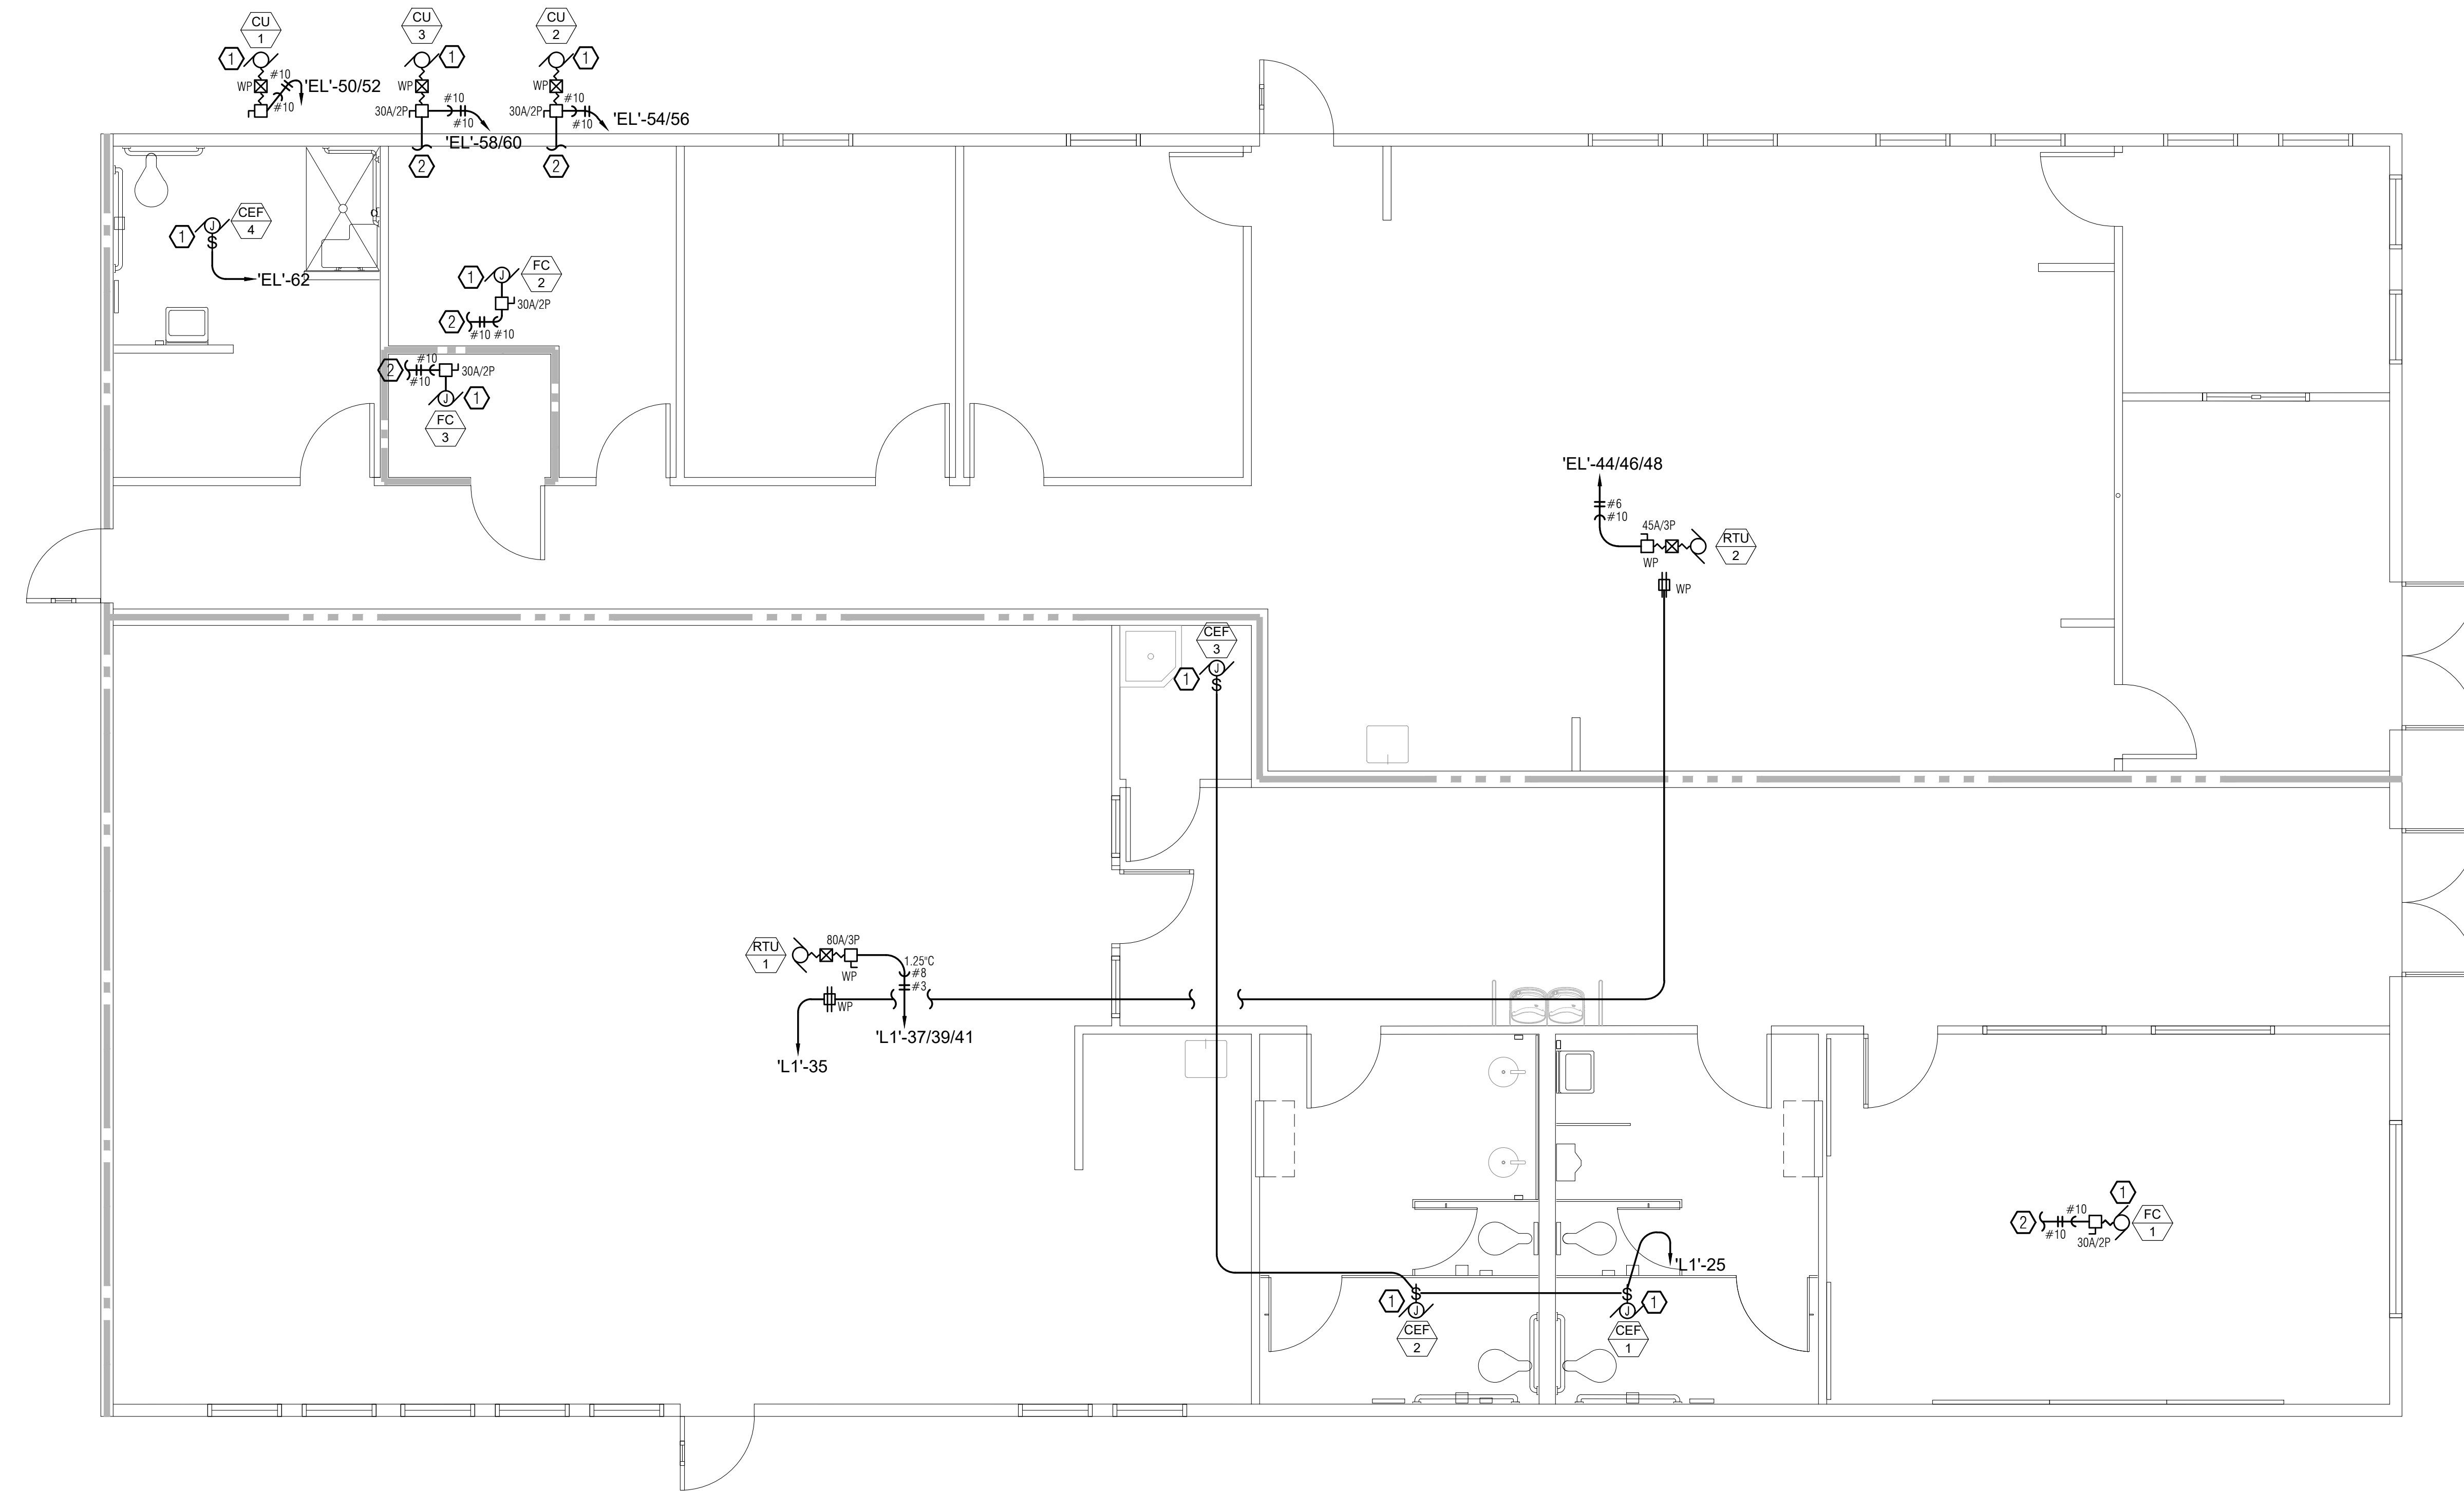 CU
1
CU
3
CU
2
1
1
1
#10
WP
'EL'-50/52
#10
WP
#10
30A/2P
#10
'EL'-58/60
WP
#10
30A/2P
#10
'EL'-54/56
2
2
CEF
4
1
J
S
'EL'-62
FC
2
1
J
30A/2P
2
#10 #10
#10
2
30A/2P
#10
J
1
FC
3
'EL'-44/46/48
#6
#10
45A/3P
RTU
2
WP
WP
CEF
3
J
1
S
RTU
1
80A/3P
WP
1.25"C
#8
#3
WP
'L1'-37/39/41
'L1'-35
1
#10
FC
1
2
#10
30A/2P
'L1'-25
S
S
1
J
J
1
CEF
2
CEF
1